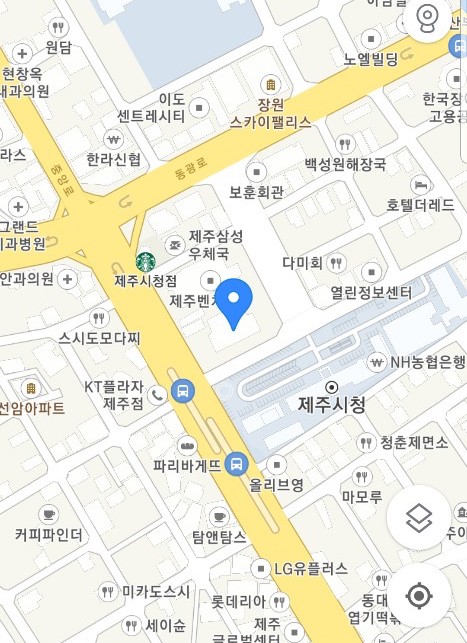 원담
노엘빌딩
현창옥
내과의원
이도
센트레시티
장원
스카이팰리스
한국장
고용공
한라신협
라스
중앙로
동광로
백성원해장국
보훈회관
호텔더레드
그랜드
치과병원
제주삼성
우체국
안과의원
제주시청점
다미회
열린정보센터
제주벤
스시도모다찌
NH농협은행
KT플라자
제주점
제주시청
선암아파트
청춘제면소
파리바게뜨
올리브영
마모루
커피파인더
탐앤탐스
LG유플러스
미카도스시
롯데리아
동대
엽기떡볶
세이슌
제주
글로벌센터